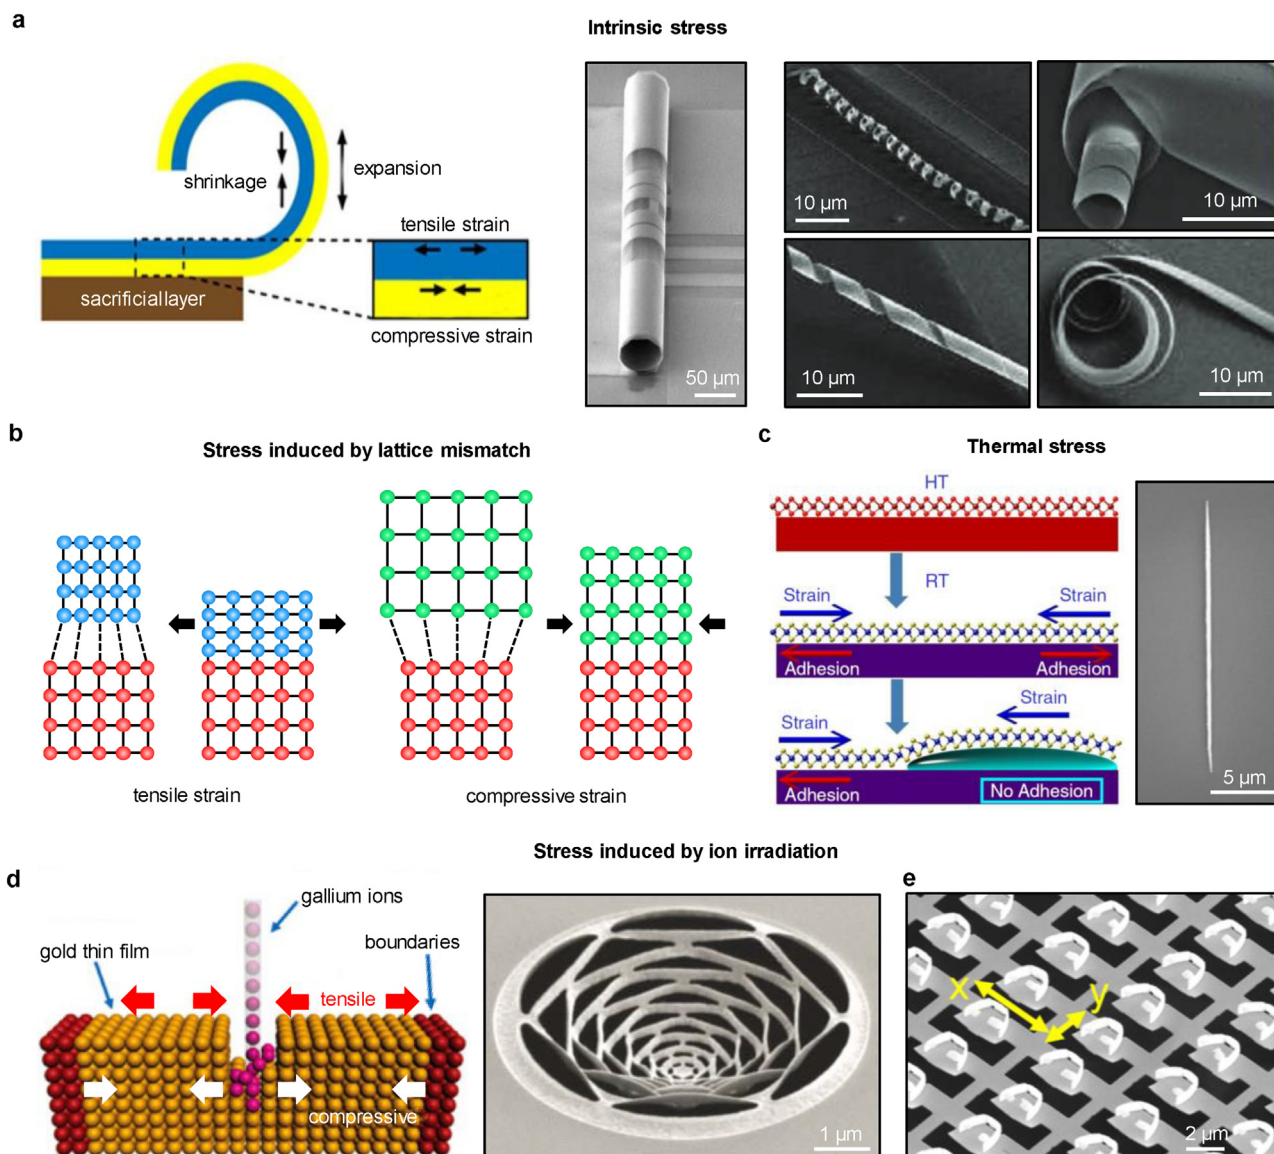 a
Intrinsic stress
shrinkage
expansion
tensile strain
sacrificial layer
compressive strain
50 µm
10 µm
10 µm
10 µm
10 µm
b
Stress induced by lattice mismatch
tensile strain
compressive strain
c
Thermal stress
HT
RT
Strain
Strain
Adhesion
Adhesion
Strain
Strain
Adhesion
No Adhesion
5 µm
Stress induced by ion irradiation
d
gallium ions
gold thin film
boundaries
tensile
compressive
1 µm
e
x
y
2 µm